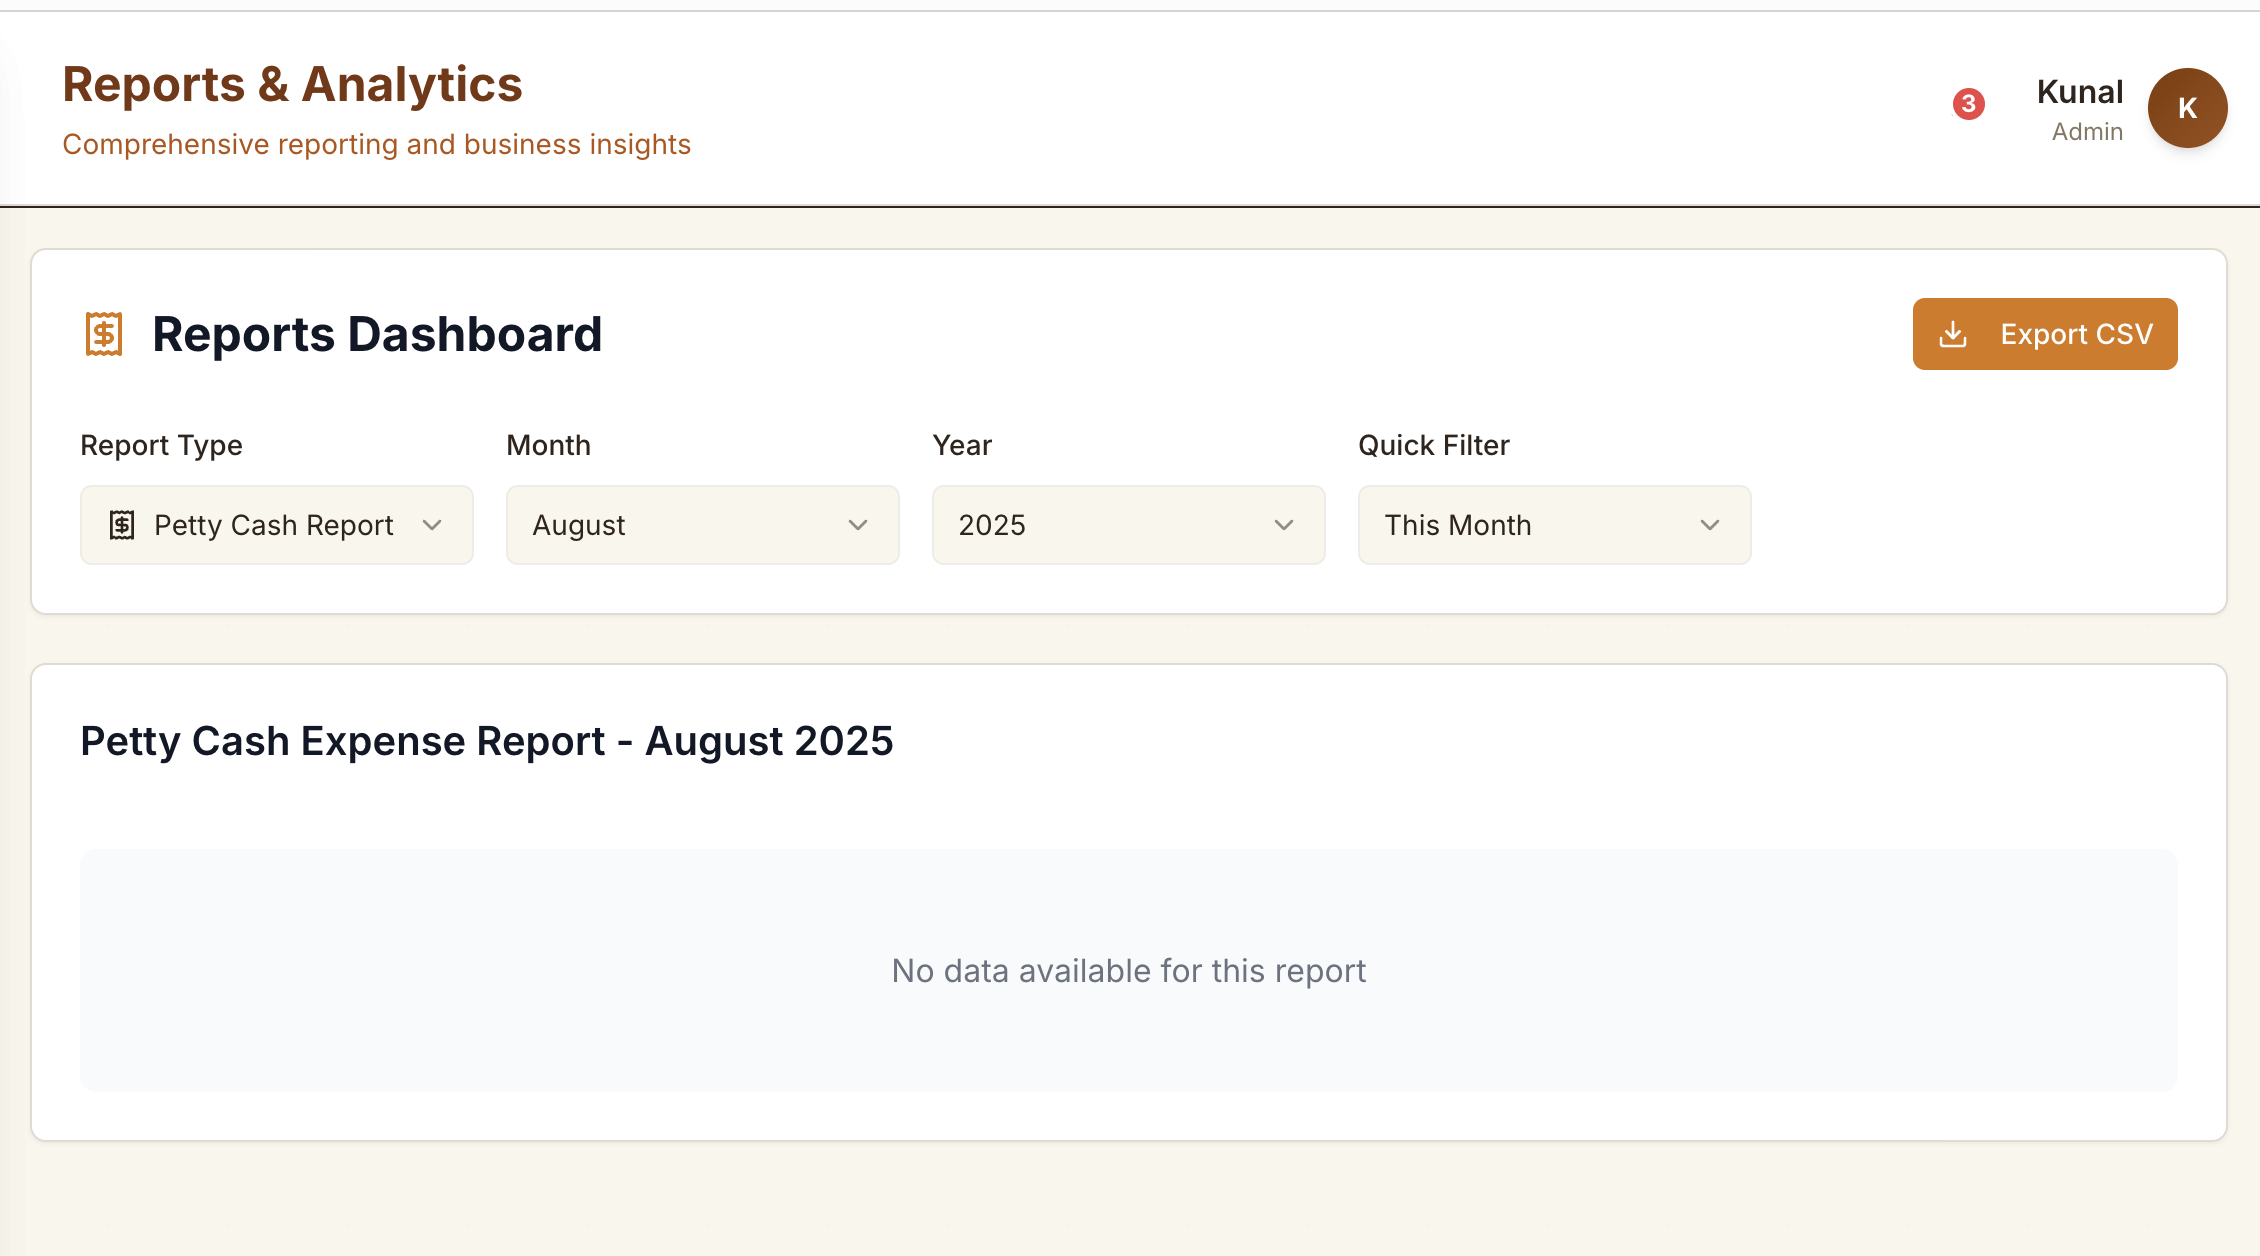 Reports & Analytics
Comprehensive reporting and business insights
3
Kunal
Admin
K
Reports Dashboard
Export CSV
Report Type
Month
Year
Quick Filter
Petty Cash Report
August
2025
This Month
Petty Cash Expense Report - August 2025
No data available for this report